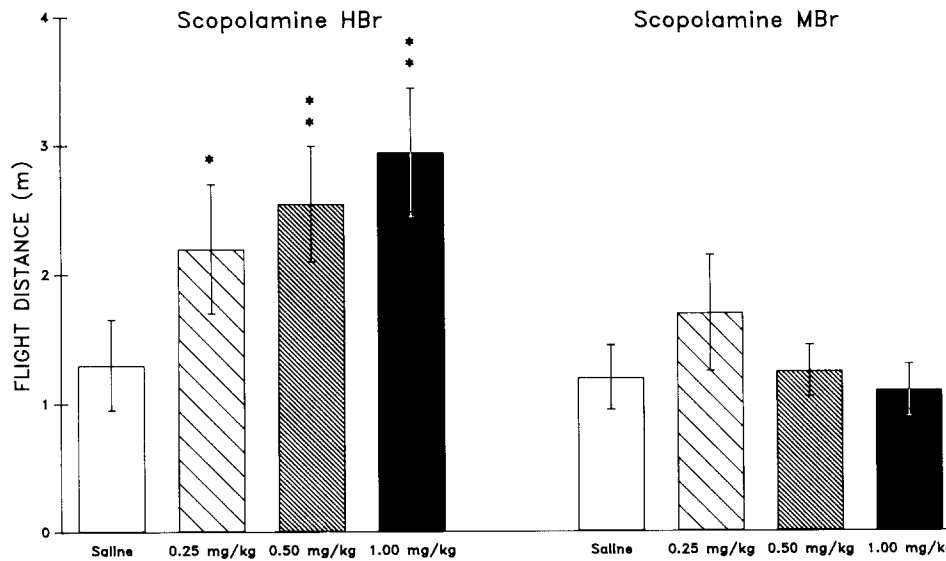 Scopolamine HBr
Scopolamine MBr
FLIGHT DISTANCE (m)
4
3
2
1
0
*
* *
* *
Saline 0.25 mg/kg 0.50 mg/kg 1.00 mg/kg
Saline 0.25 mg/kg 0.50 mg/kg 1.00 mg/k